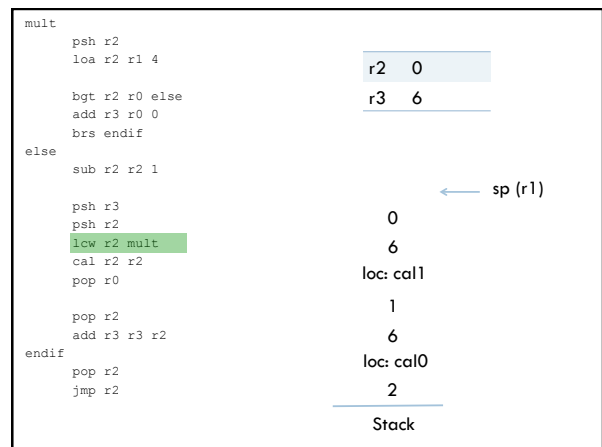 mult
psh r2
loa r2 r1 4
bgt r2 r0 else
add r3 r0 0
brs endif
else
sub r2 r2 1
psh r3
psh r2
lcw r2 mult
cal r2 r2
pop r0
pop r2
add r3 r3 r2
endif
pop r2
jmp r2
r2 0
r3 6
sp (r1)
0
6
loc: cal1
1
6
loc: cal0
2
Stack